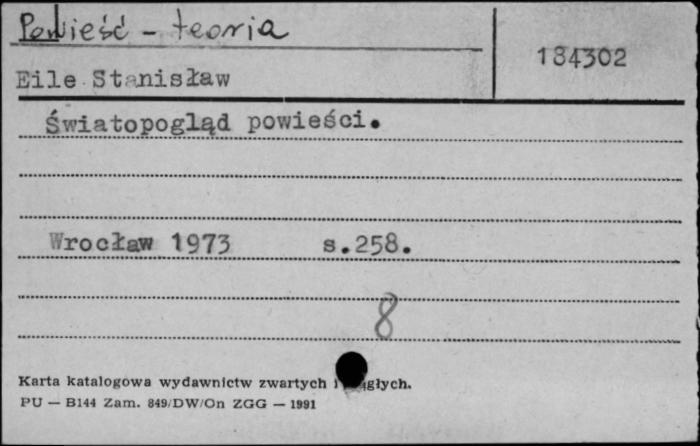 Powieść - teoria
184302
Eile Stanisław
Światopogląd powieści.
Wrocław 1973 s.258.
8
Karta katalogowa wydawnictw zwartych i
PU — B144 Zam. 849/DW/On ZGG — 1991